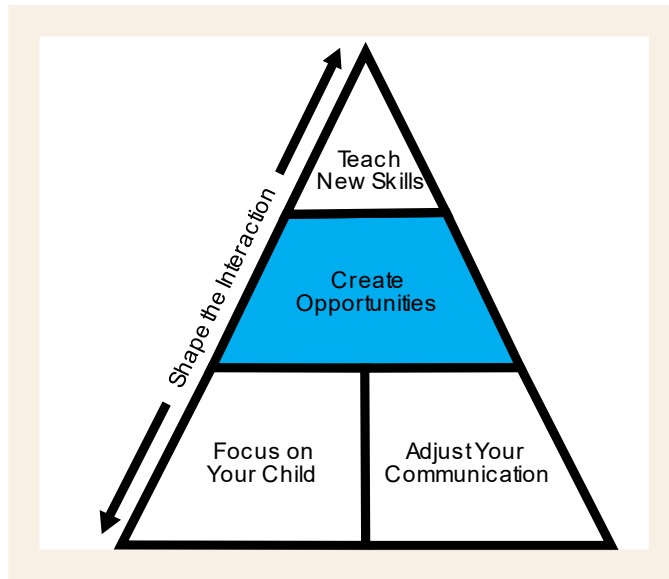 Teach
New Skills
Shape the Interaction
Create
Opportunities
Focus on
Your Child
Adjust Your
Communication